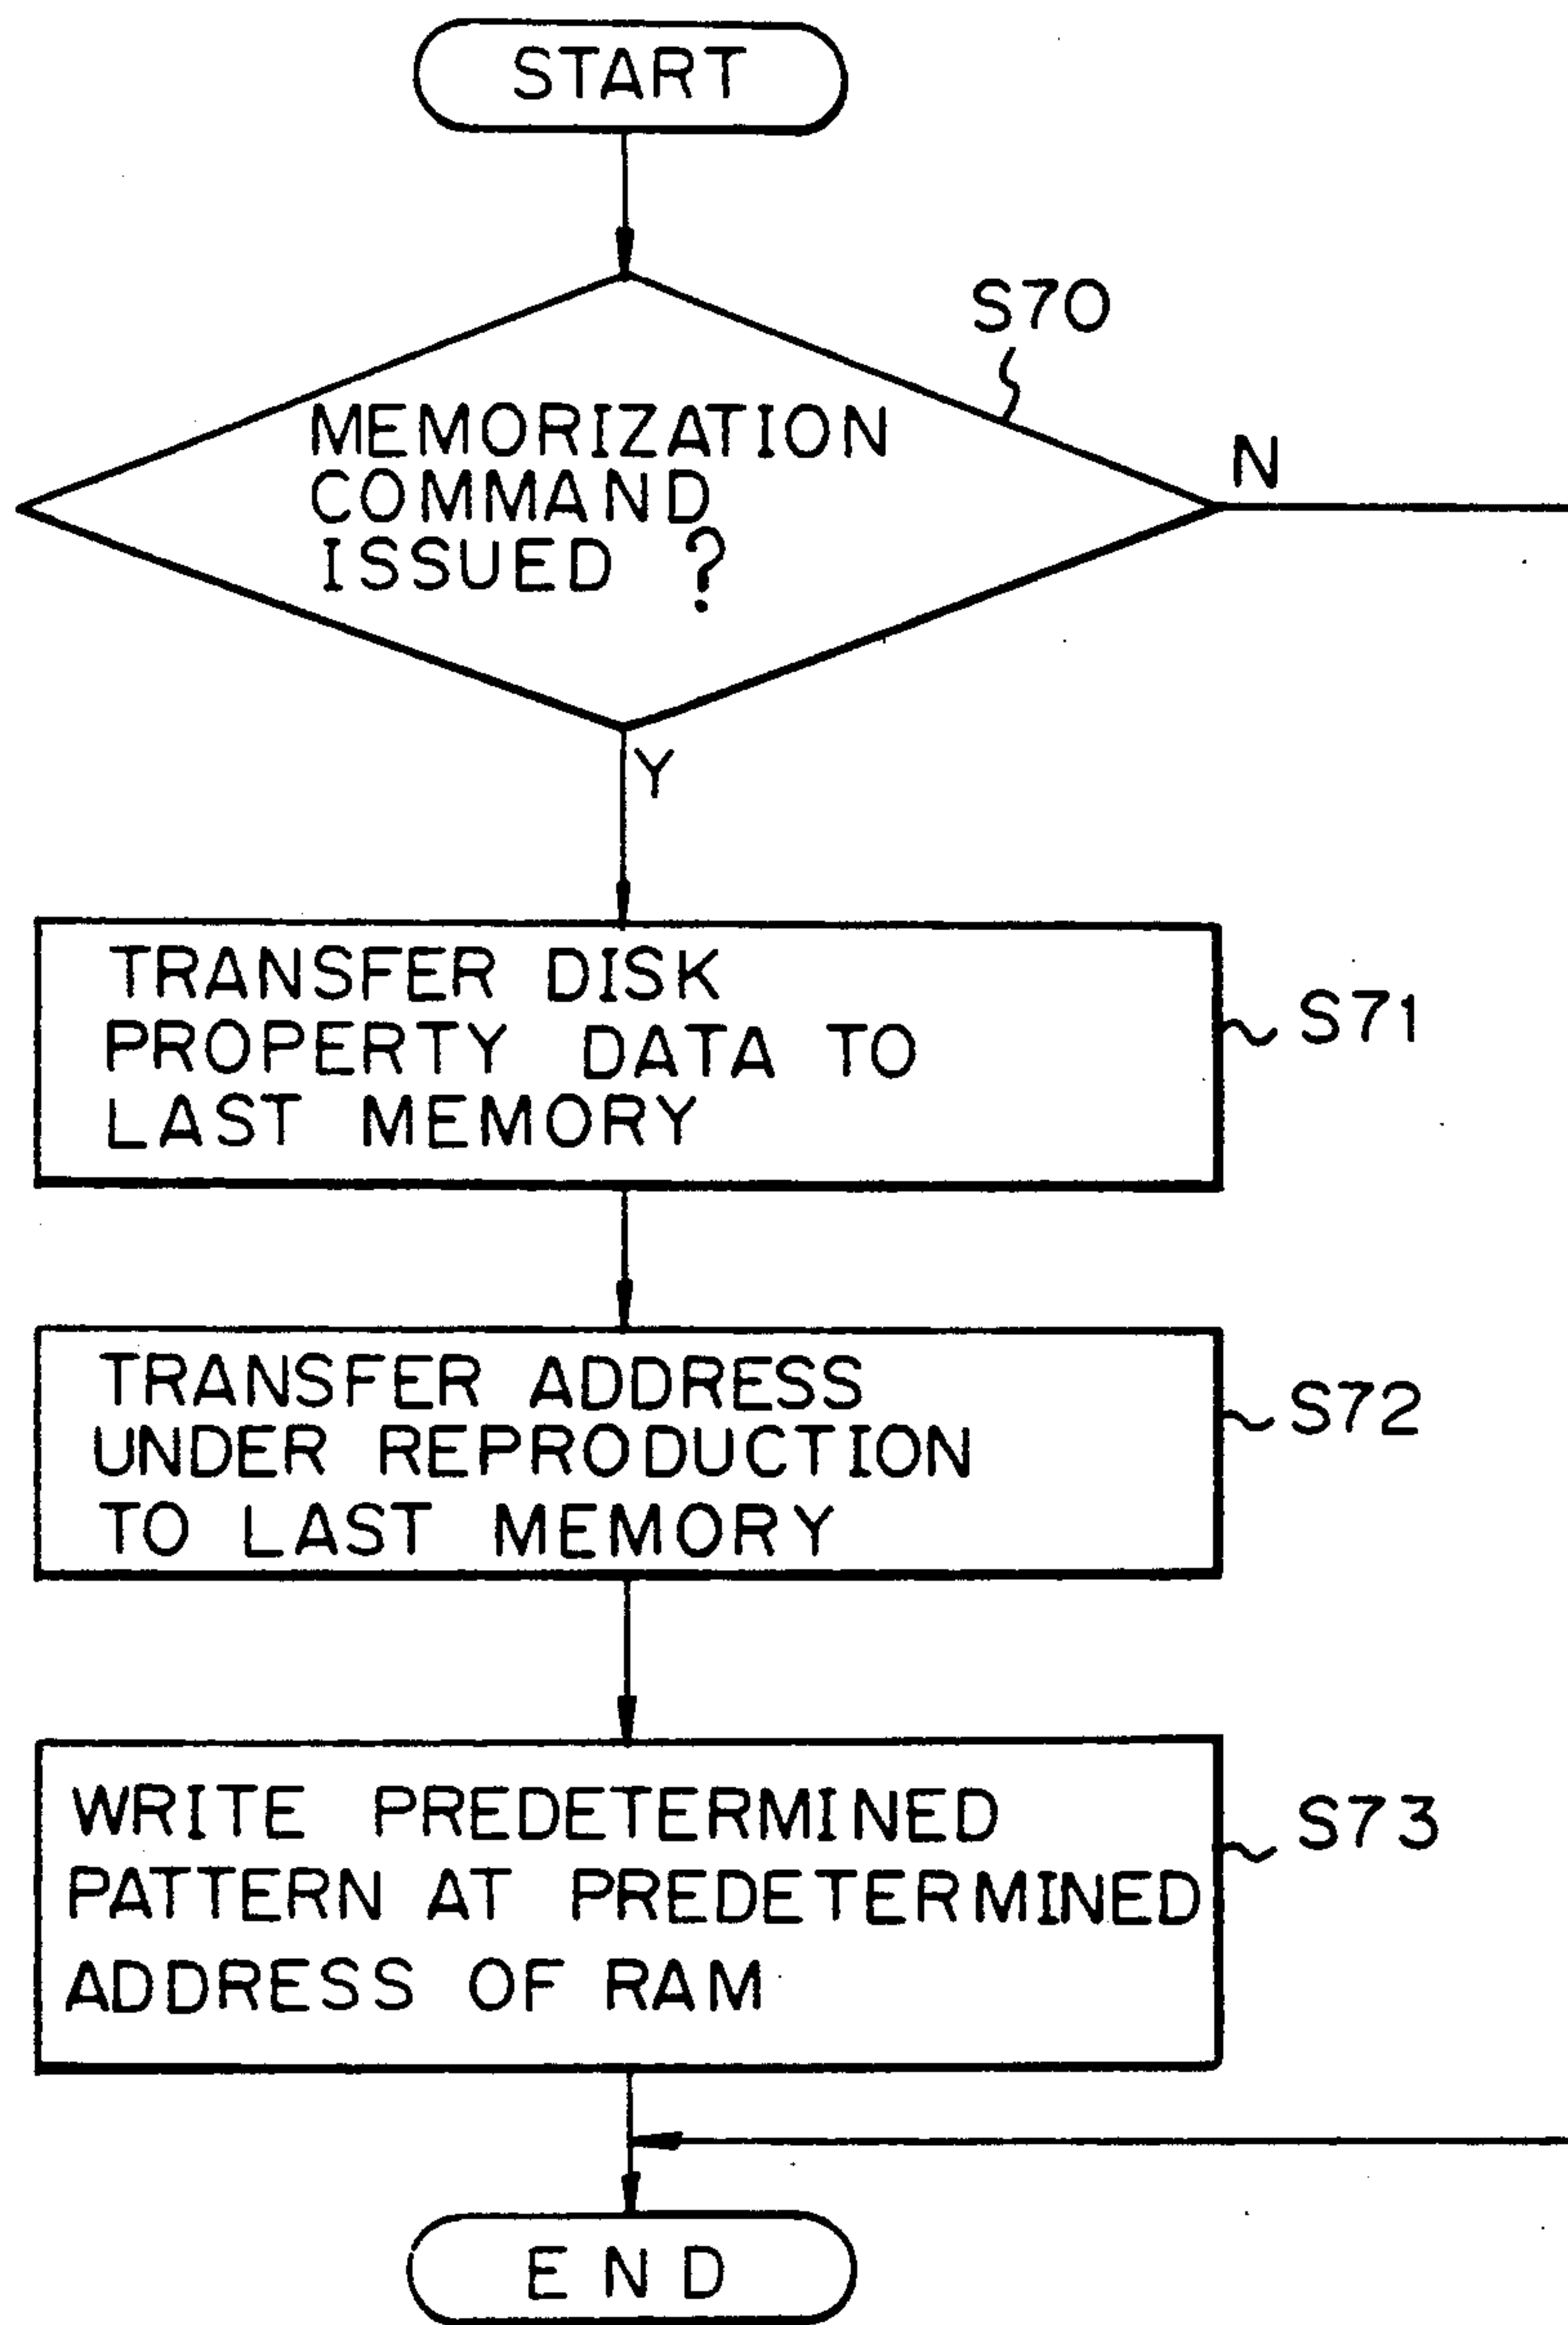 START
S70
MEMORIZATION
COMMAND
ISSUED ?
N
Y
TRANSFER DISK
PROPERTY DATA TO
LAST MEMORY
S71
TRANSFER ADDRESS
UNDER REPRODUCTION
TO LAST MEMORY
S72
WRITE PREDETERMINED
PATTERN AT PREDETERMINED
ADDRESS OF RAM
S73
END